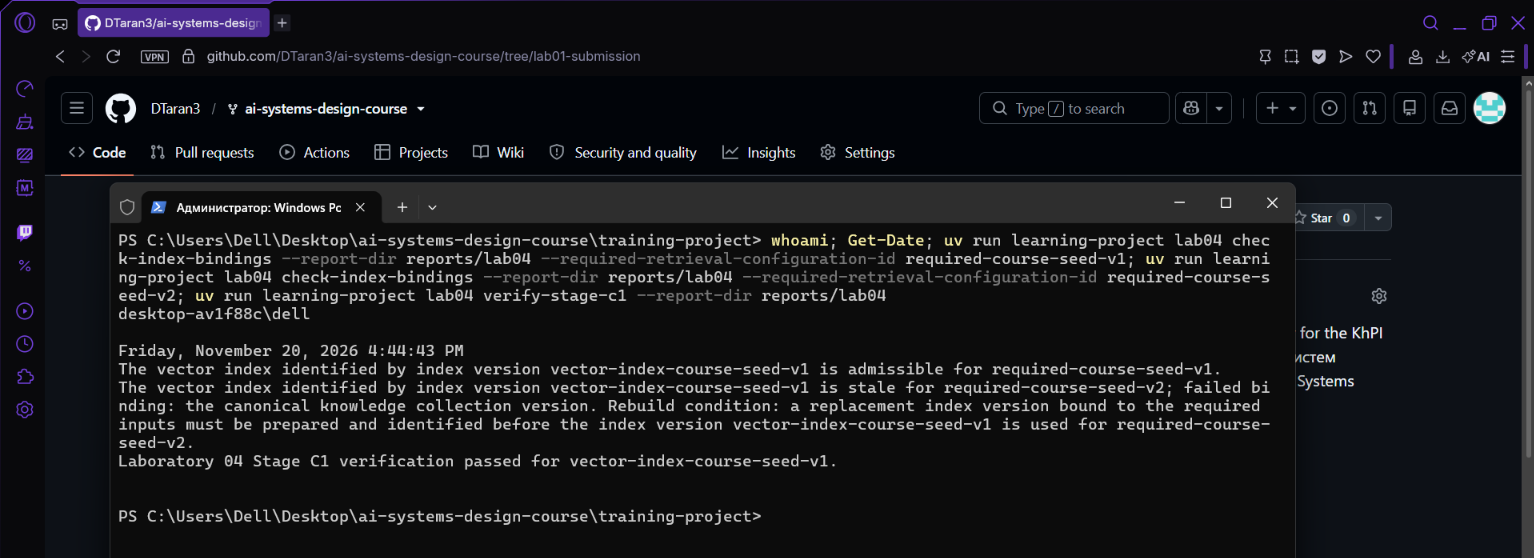 DTaran3/ai-systems-desig
VPN
github.com/DTaran3/ai-systems-design-course/tree/lab01-submission
AI
DTaran3 / ai-systems-design-course
Type / to search
M
Code Pull requests Actions Projects Wiki Security and quality Insights Settings
Администратор: Windows Pc
Star 0
PS C:\Users\Dell\Desktop\ai-systems-design-course\training-project> whoami; Get-Date; uv run learning-project lab04 chec
k-index-bindings --report-dir reports/lab04 --required-retrieval-configuration-id required-course-seed-v1; uv run learni
ng-project lab04 check-index-bindings --report-dir reports/lab04 --required-retrieval-configuration-id required-course-s
eed-v2; uv run learning-project lab04 verify-stage-c1 --report-dir reports/lab04
desktop-av1f88c\dell
Friday, November 20, 2026 4:44:43 PM
The vector index identified by index version vector-index-course-seed-v1 is admissible for required-course-seed-v1.
The vector index identified by index version vector-index-course-seed-v1 is stale for required-course-seed-v2; failed bi
nding: the canonical knowledge collection version. Rebuild condition: a replacement index version bound to the required
inputs must be prepared and identified before the index version vector-index-course-seed-v1 is used for required-course-
seed-v2.
Laboratory 04 Stage C1 verification passed for vector-index-course-seed-v1.
PS C:\Users\Dell\Desktop\ai-systems-design-course\training-project>
for the KhPI
истем
Systems